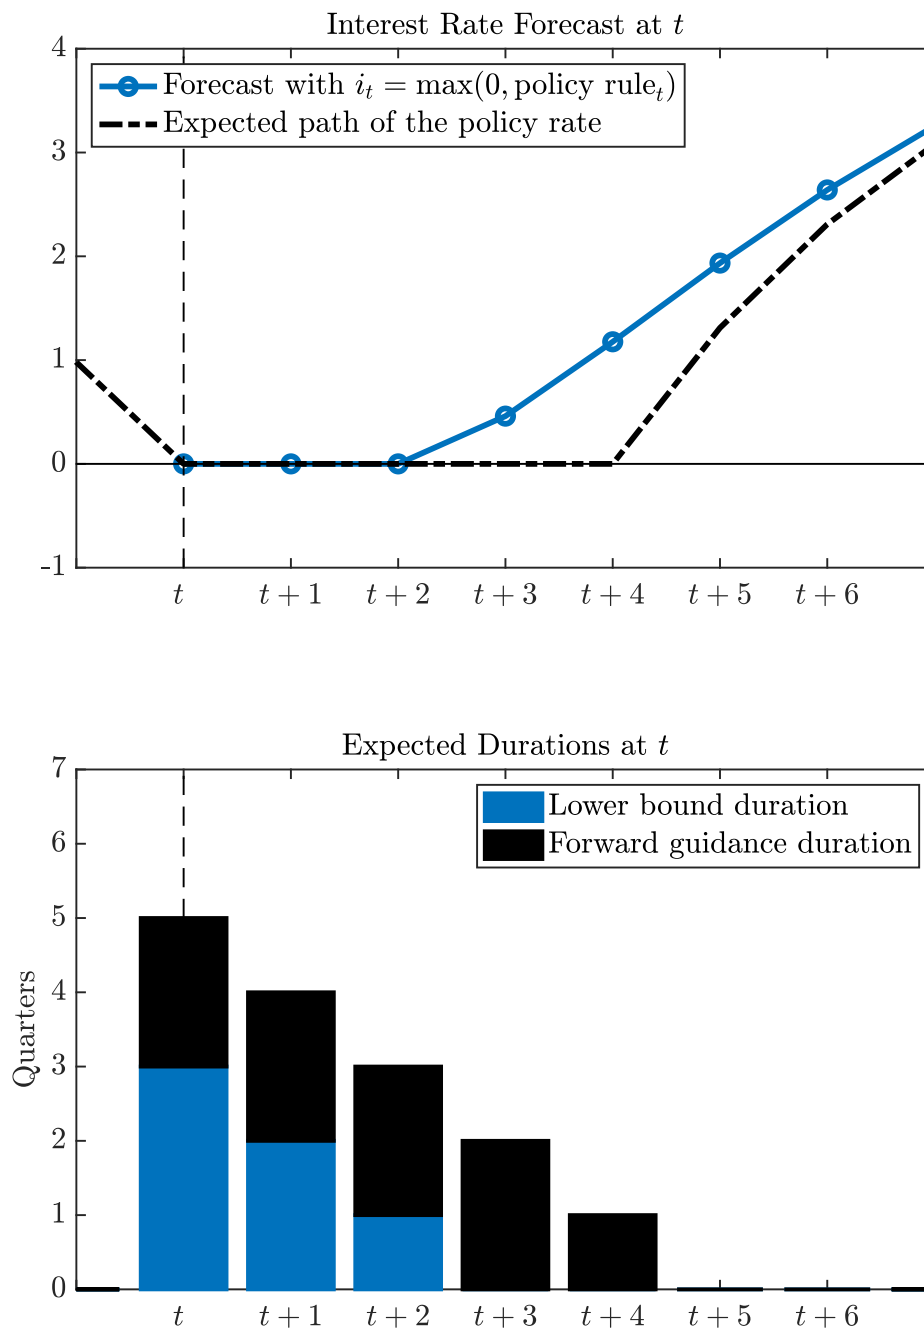 Interest Rate Forecast at t
Forecast with iₜ = max(0, policy ruleₜ)
Expected path of the policy rate
4
3
2
1
0
-1
t t + 1 t + 2 t + 3 t + 4 t + 5 t + 6
Expected Durations at t
Lower bound duration
Forward guidance duration
Quarters
7
6
5
4
3
2
1
0
t t + 1 t + 2 t + 3 t + 4 t + 5 t + 6